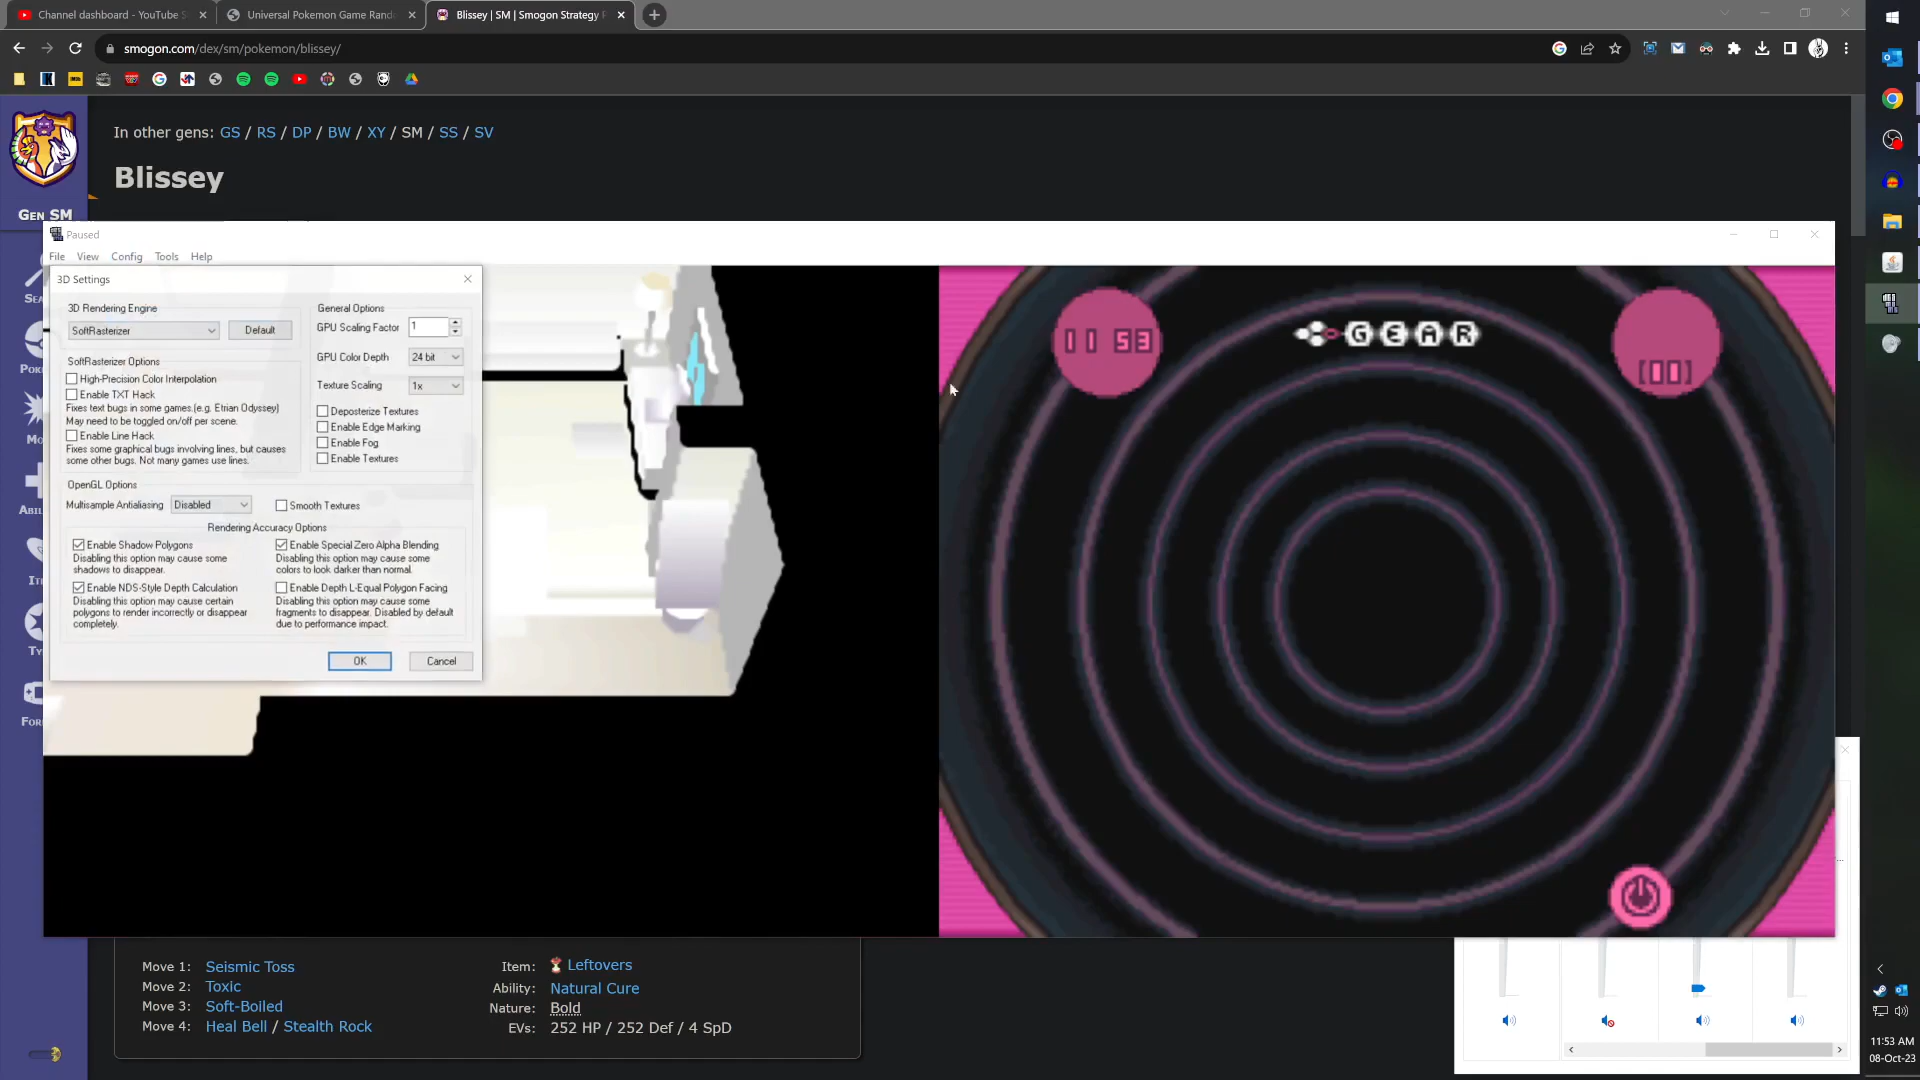 Channel dashboard - YouTube S
Universal Pokemon Game Rand
Blissey | SM | Smogon Strategy P
smogon.com/dex/sm/pokemon/blissey/
In other gens: GS / RS / DP / BW / XY / SM / SS / SV
Blissey
Gen SM
Paused
File View Config Tools Help
3D Settings
3D Rendering Engine
SoftRasterizer
Default
General Options
GPU Scaling Factor 1
GPU Color Depth 24 bit
Texture Scaling 1x
SoftRasterizer Options
High-Precision Color Interpolation
Enable TXT Hack
Fixes text bugs in some games.(e.g. Etrian Odyssey)
May need to be toggled on/off per scene.
Enable Line Hack
Fixes some graphical bugs involving lines, but causes
some other bugs. Not many games use lines.
Deposterize Textures
Enable Edge Marking
Enable Fog
Enable Textures
OpenGL Options
Multisample Antialiasing Disabled
Smooth Textures
Rendering Accuracy Options
Enable Shadow Polygons
Disabling this option may cause some
shadows to disappear.
Enable Special Zero Alpha Blending
Disabling this option may cause some
colors to look darker than normal.
Enable NDS-Style Depth Calculation
Disabling this option may cause certain
polygons to render incorrectly or disappear
completely.
Enable Depth L-Equal Polygon Facing
Disabling this option may cause some
fragments to disappear. Disabled by default
due to performance impact.
OK Cancel
11 53
GEAR
[00]
Sea
Pok
Mo
Abil
Ite
Ty
For
Move 1: Seismic Toss
Move 2: Toxic
Move 3: Soft-Boiled
Move 4: Heal Bell / Stealth Rock
Item: Leftovers
Ability: Natural Cure
Nature: Bold
EVs: 252 HP / 252 Def / 4 SpD
11:53 AM
08-Oct-23